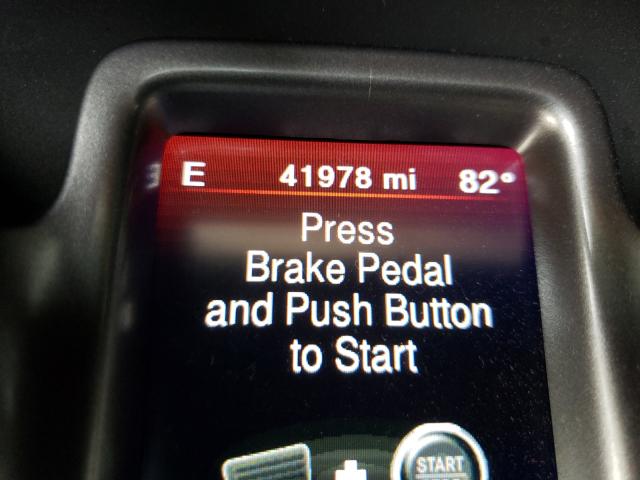 E 41978 mi 82°
Press
Brake Pedal
and Push Button
to Start
START